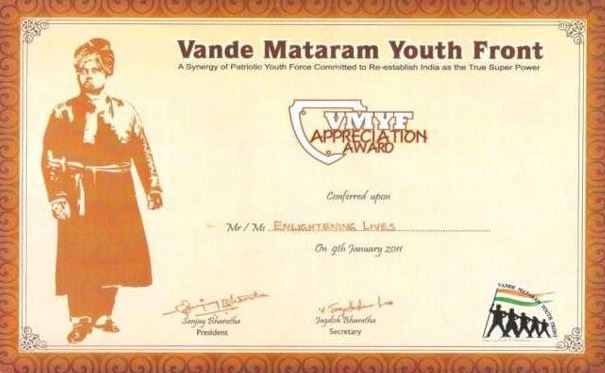 Vande Mataram Youth Front
A Synergy of Patriotic Youth Force Committed to Re-establish India as the True Super Power
VMYF
APPRECIATION
AWARD
Conferred upon
Mr / Ms ENLIGHTENING LIVES
On 9th January 2011
Sanjay Bharatha
President
Jagdish Bharatha
Secretary
VANDE MATARAM YOUTH FRONT